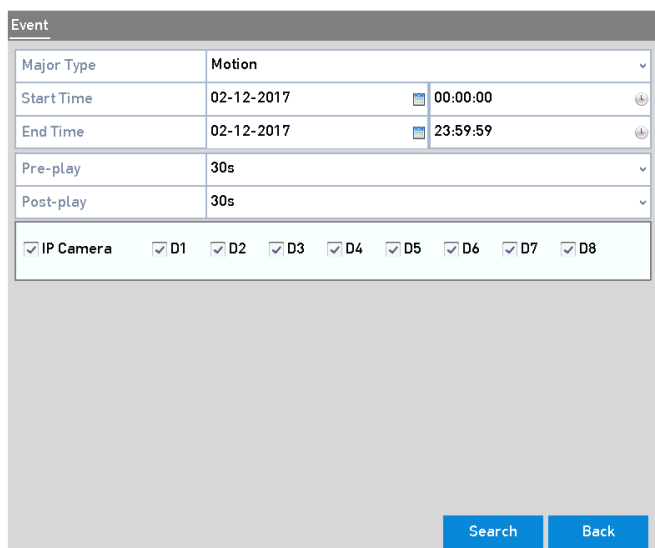 Event
Major Type Motion
Start Time 02-12-2017 00:00:00
End Time 02-12-2017 23:59:59
Pre-play 30s
Post-play 30s
IP Camera D1 D2 D3 D4 D5 D6 D7 D8
Search Back